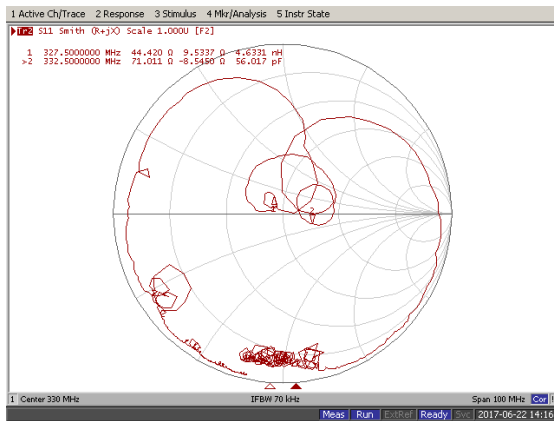 1 Active Ch/Trace 2 Response 3 Stimulus 4 Mkr/Analysis 5 Instr State
Tr2 S11 Smith (R+jX) Scale 1.000U [F2]
1 327.5000000 MHz 44.420 Ω 9.5337 Ω 4.6331 nH
>2 332.5000000 MHz 71.011 Ω -8.5450 Ω 56.017 pF
1
2
1 Center 330 MHz IFBW 70 kHz Span 100 MHz Cor !
Meas Run ExtRef Ready Svc 2017-06-22 14:16